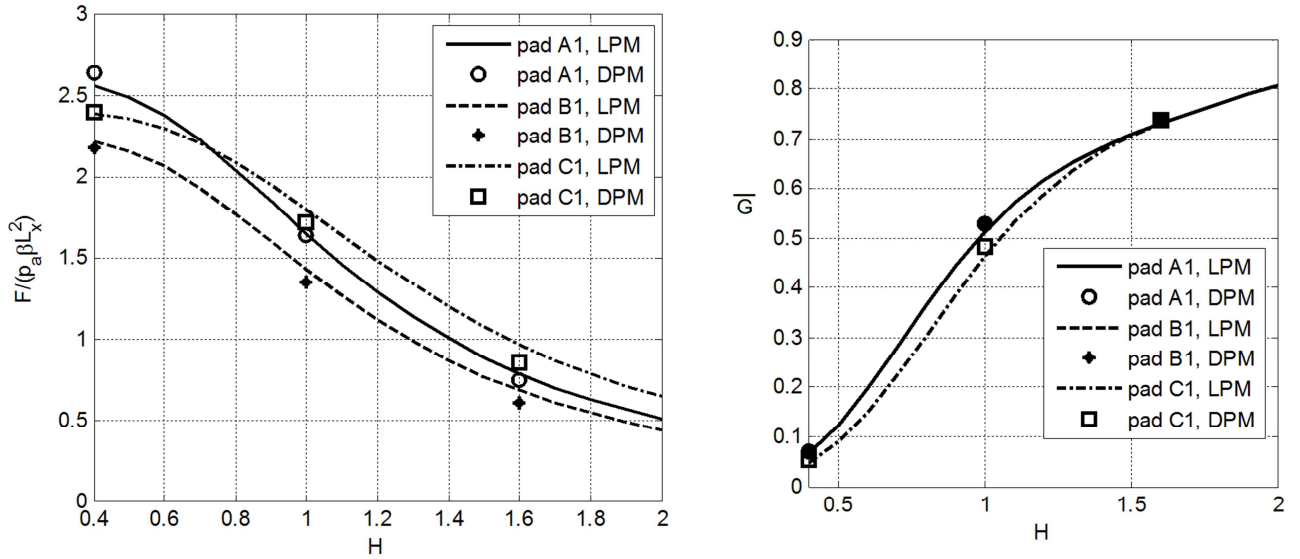 3
2.5
2
1.5
1
0.5
0
0.4
0.6
0.8
1
1.2
1.4
1.6
1.8
2
H
F/(pₐβLₓ²)
pad A1, LPM
pad A1, DPM
pad B1, LPM
pad B1, DPM
pad C1, LPM
pad C1, DPM
0.9
0.8
0.7
0.6
0.5
0.4
0.3
0.2
0.1
0
0.5
1
1.5
2
H
G̅
pad A1, LPM
pad A1, DPM
pad B1, LPM
pad B1, DPM
pad C1, LPM
pad C1, DPM